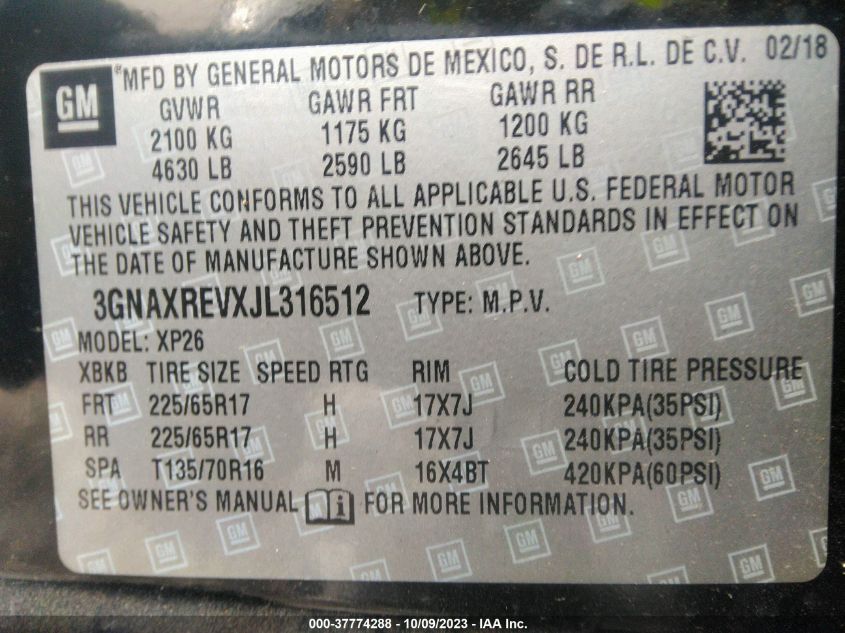 GM ®MFD BY GENERAL MOTORS DE MEXICO, S. DE R.L. DE C.V. 02/18
GVWR GAWR FRT GAWR RR
2100 KG 1175 KG 1200 KG
4630 LB 2590 LB 2645 LB
THIS VEHICLE CONFORMS TO ALL APPLICABLE U.S. FEDERAL MOTOR
VEHICLE SAFETY AND THEFT PREVENTION STANDARDS IN EFFECT ON
THE DATE OF MANUFACTURE SHOWN ABOVE.
3GNAXREVXJL316512 TYPE: M.P.V.
MODEL: XP26
XBKB TIRE SIZE SPEED RTG RIM COLD TIRE PRESSURE
FRT 225/65R17 H 17X7J 240KPA(35PSI)
RR 225/65R17 H 17X7J 240KPA(35PSI)
SPA T135/70R16 M 16X4BT 420KPA(60PSI)
SEE OWNER'S MANUAL FOR MORE INFORMATION.
000-37774288 - 10/09/2023 - IAA Inc.